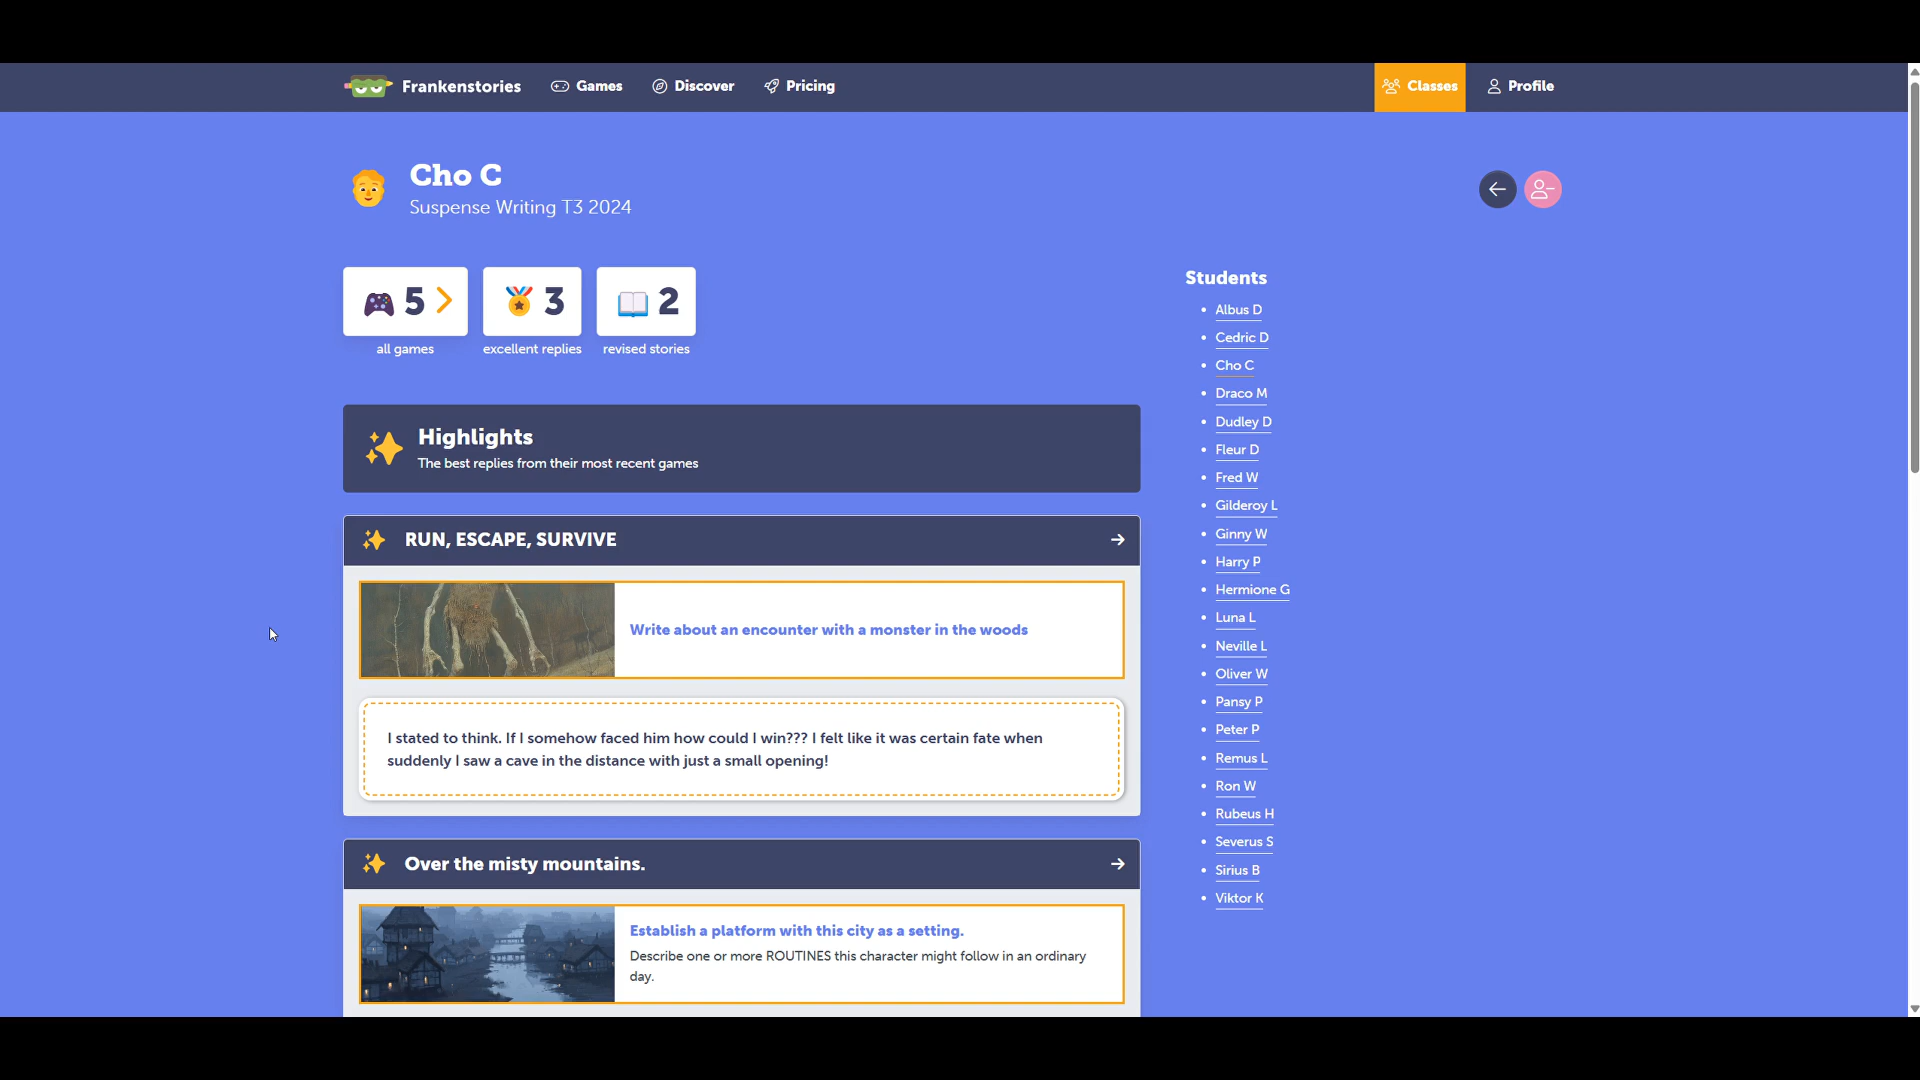 Frankenstories
Games
Discover
Pricing
Classes
Profile
Cho C
Suspense Writing T3 2024
5
all games
3
excellent replies
2
revised stories
Highlights
The best replies from their most recent games
RUN, ESCAPE, SURVIVE
Write about an encounter with a monster in the woods
I stated to think. If I somehow faced him how could I win??? I felt like it was certain fate when
suddenly I saw a cave in the distance with just a small opening!
Over the misty mountains.
Establish a platform with this city as a setting.
Describe one or more ROUTINES this character might follow in an ordinary
day.
Students
Albus D
Cedric D
Cho C
Draco M
Dudley D
Fleur D
Fred W
Gilderoy L
Ginny W
Harry P
Hermione G
Luna L
Neville L
Oliver W
Pansy P
Peter P
Remus L
Ron W
Rubeus H
Severus S
Sirius B
Viktor K